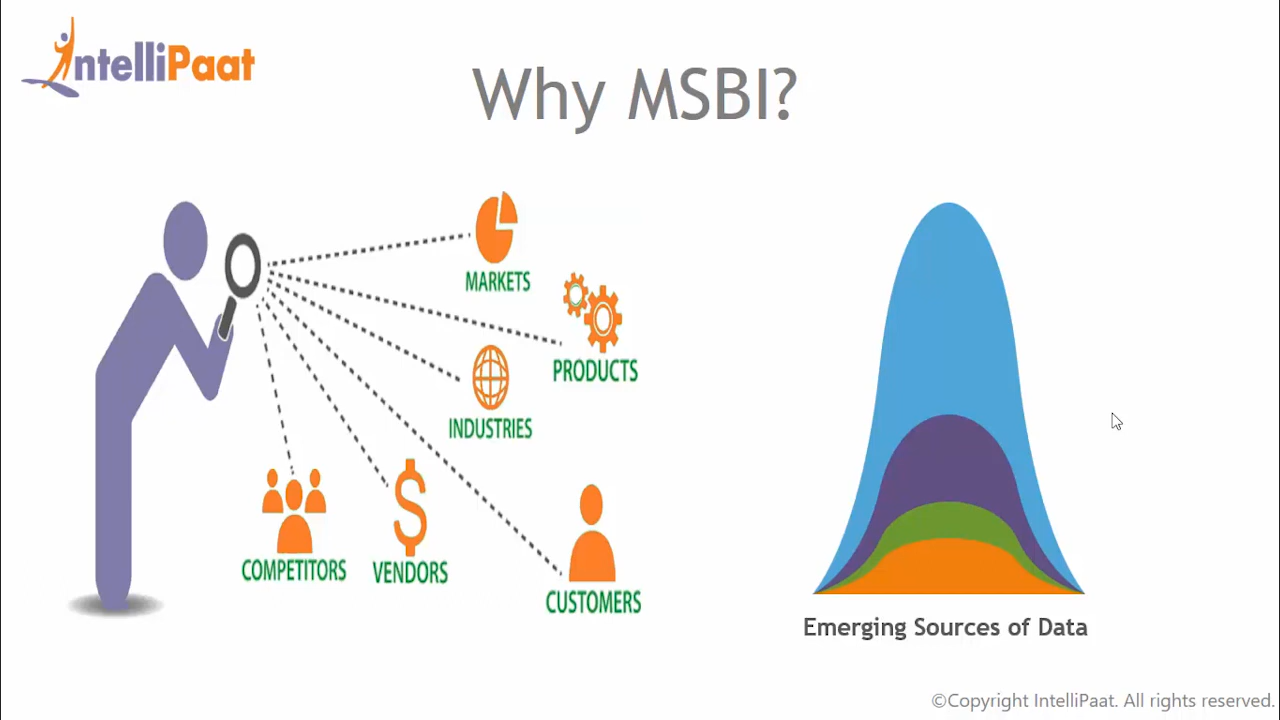 IntelliPaat
Why MSBI?
MARKETS
PRODUCTS
INDUSTRIES
COMPETITORS
VENDORS
CUSTOMERS
Emerging Sources of Data
©Copyright IntelliPaat. All rights reserved.